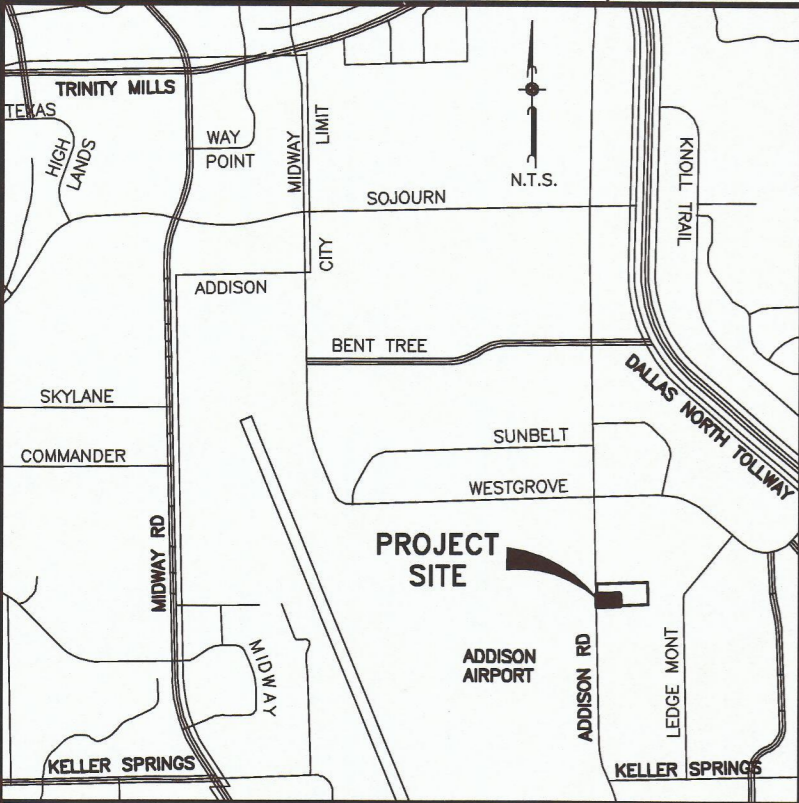 TRINITY MILLS
TEXAS
HIGH
LANDS
WAY
POINT
MIDWAY
LIMIT
N.T.S.
KNOLL TRAIL
SOJOURN
CITY
ADDISON
BENT TREE
DALLAS NORTH TOLLWAY
SKYLANE
SUNBELT
COMMANDER
WESTGROVE
MIDWAY RD
PROJECT
SITE
MIDWAY
ADDISON
AIRPORT
ADDISON RD
LEDGE MONT
KELLER SPRINGS
KELLER SPRINGS